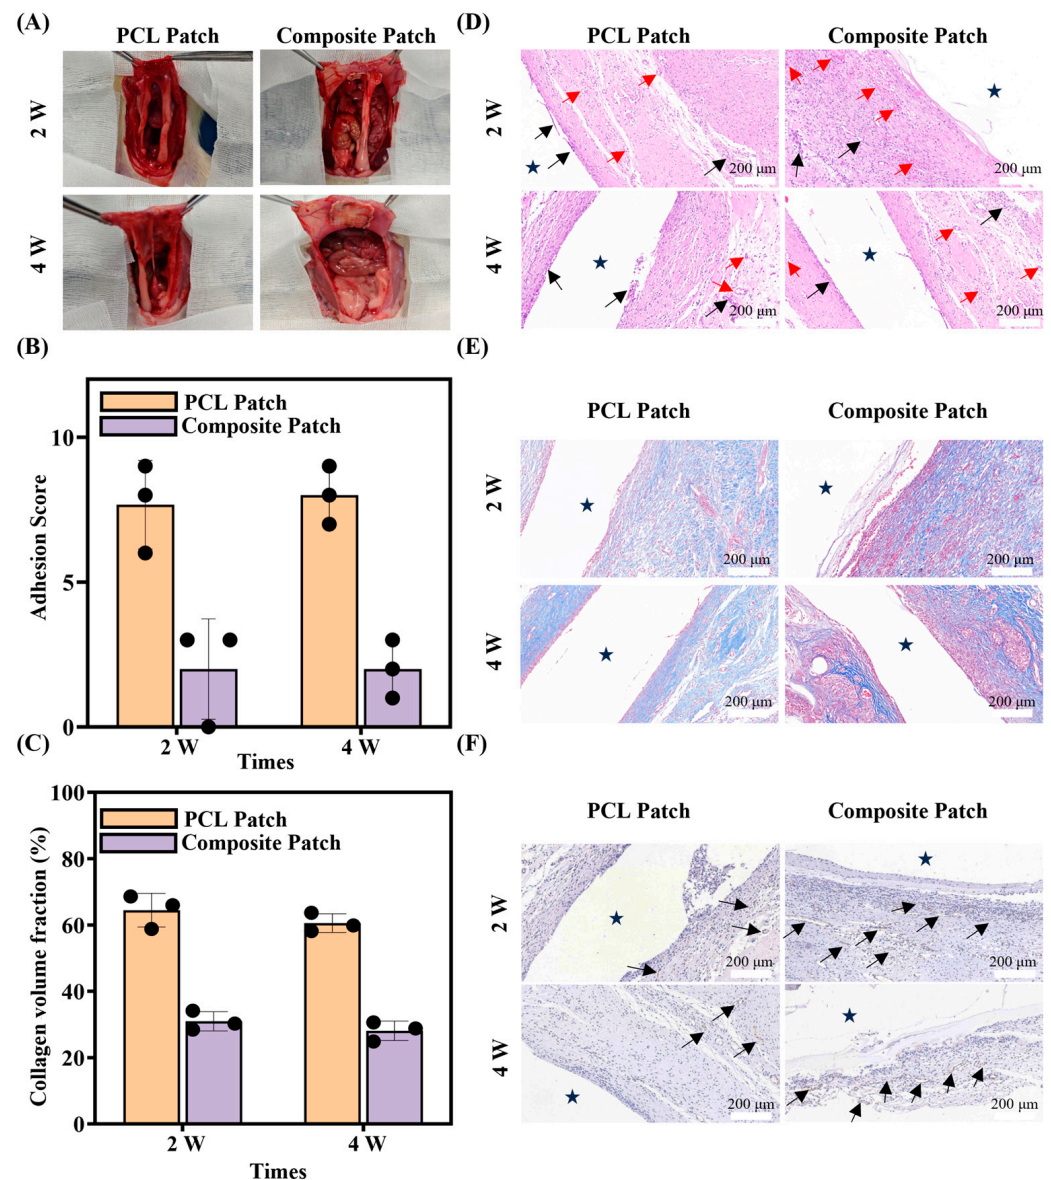 (A)
PCL Patch
Composite Patch
2 W
4 W
(B)
PCL Patch
Composite Patch
Adhesion Score
10
5
0
2 W
4 W
Times
(C)
PCL Patch
Composite Patch
Collagen volume fraction (%)
100
80
60
40
20
0
2 W
4 W
Times
(D)
PCL Patch
Composite Patch
2 W
200 μm
200 μm
4 W
200 μm
200 μm
(E)
PCL Patch
Composite Patch
2 W
200 μm
200 μm
4 W
200 μm
200 μm
(F)
PCL Patch
Composite Patch
2 W
200 μm
200 μm
4 W
200 μm
200 μm